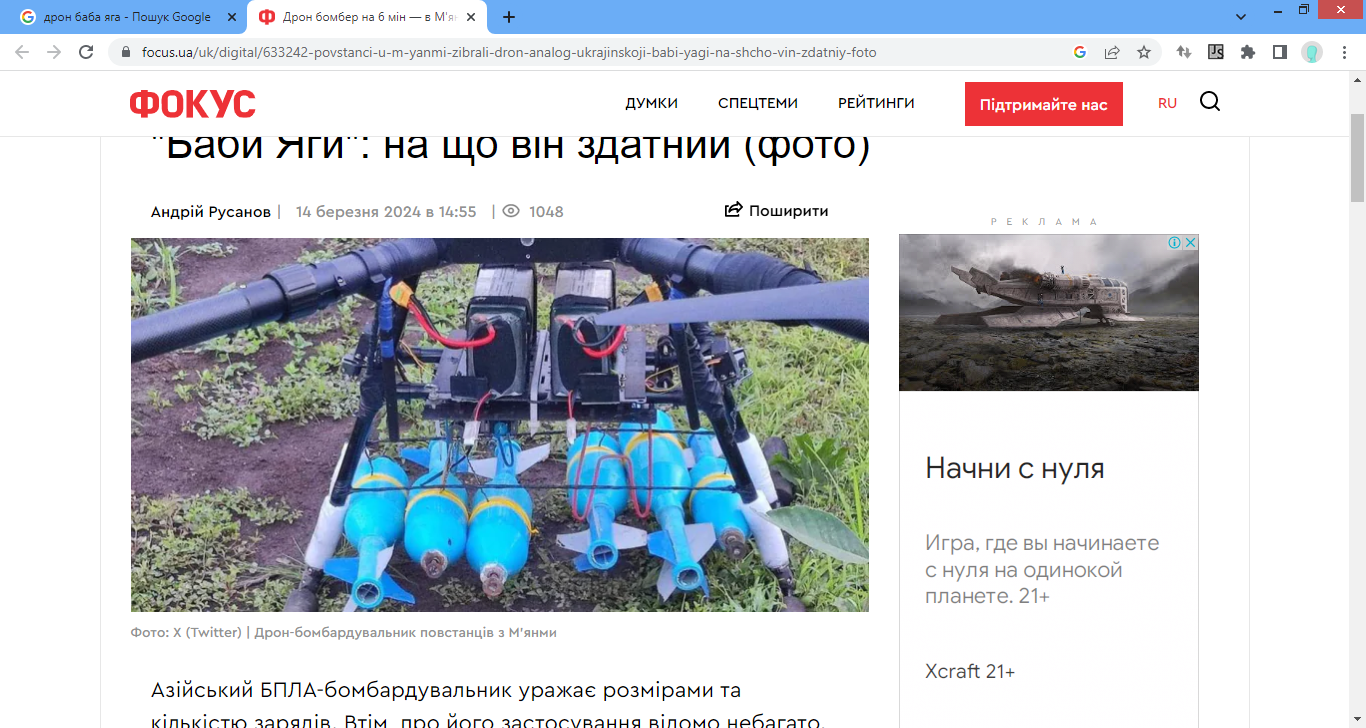 дрон баба яга - Пошук Google
Дрон бомбер на 6 мін — в М'ян
focus.ua/uk/digital/633242-povstanci-u-m-yanmi-zibrali-dron-analog-ukrajinskoji-babi-yagi-na-shcho-vin-zdatniy-foto
ФОКУС
ДУМКИ
СПЕЦТЕМИ
РЕЙТИНГИ
Підтримайте нас
RU
"Баби Яги": на що він здатний (фото)
Андрій Русанов | 14 березня 2024 в 14:55 | 1048
Поширити
Фото: X (Twitter) | Дрон-бомбардувальник повстанців з М'янми
Азійський БПЛА-бомбардувальник уражає розмірами та
кількістю зарядів. Втім, про його застосування відомо небагато.
РЕКЛАМА
Начни с нуля
Игра, где вы начинаете
с нуля на одинокой
планете. 21+
Xcraft 21+